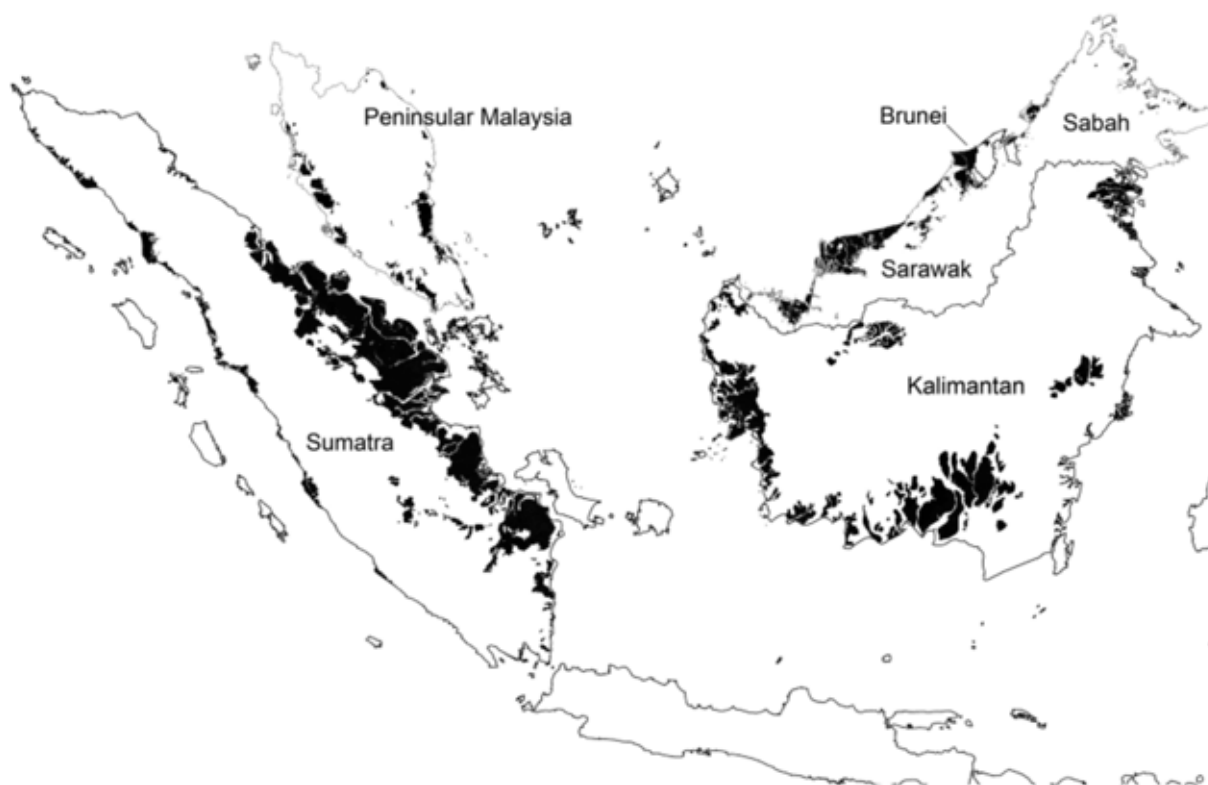 Peninsular Malaysia
Brunei
Sabah
Sarawak
Kalimantan
Sumatra